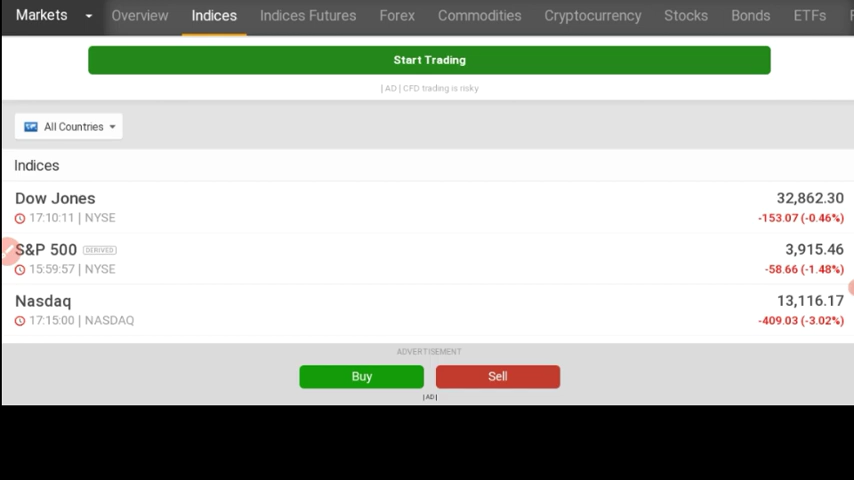 Markets Overview Indices Indices Futures Forex Commodities Cryptocurrency Stocks Bonds ETFs
Start Trading
| AD | CFD trading is risky
All Countries
Indices
Dow Jones 32,862.30
17:10:11 | NYSE -153.07 (-0.46%)
S&P 500 DERIVED 3,915.46
15:59:57 | NYSE -58.66 (-1.48%)
Nasdaq 13,116.17
17:15:00 | NASDAQ -409.03 (-3.02%)
ADVERTISEMENT
Buy Sell
| AD |